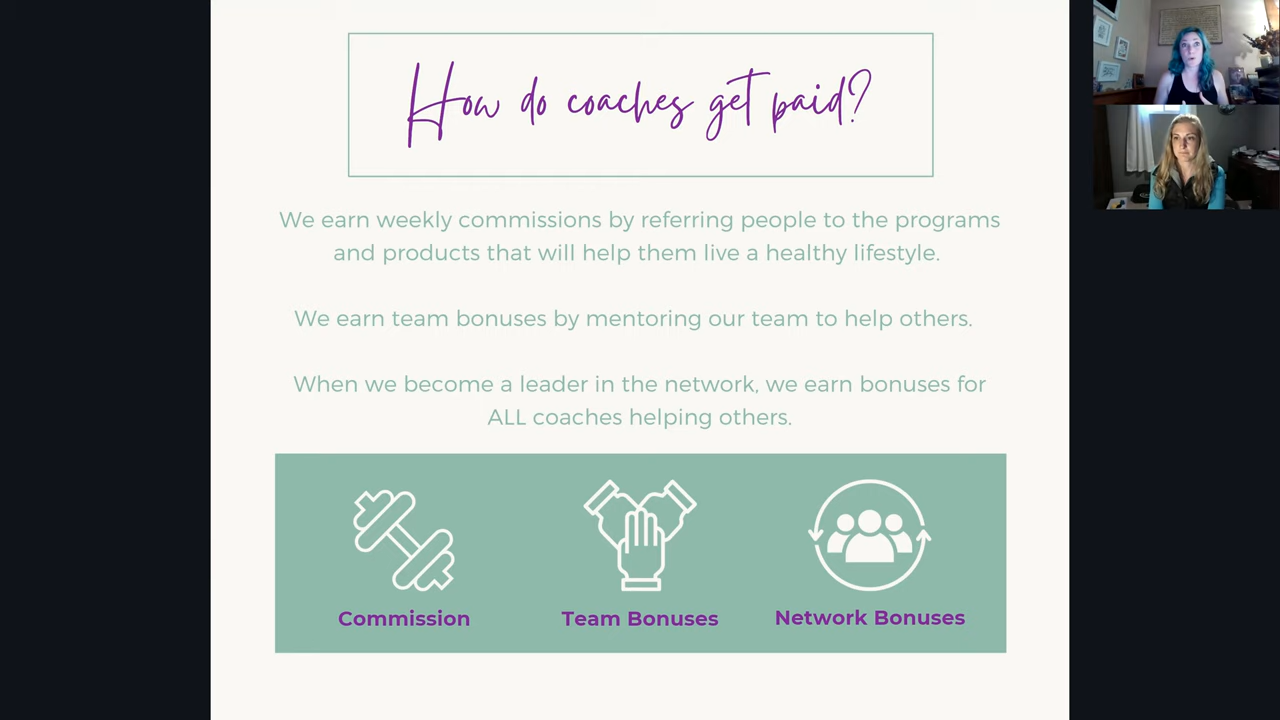 How do coaches get paid?
We earn weekly commissions by referring people to the programs
and products that will help them live a healthy lifestyle.
We earn team bonuses by mentoring our team to help others.
When we become a leader in the network, we earn bonuses for
ALL coaches helping others.
Commission
Team Bonuses
Network Bonuses